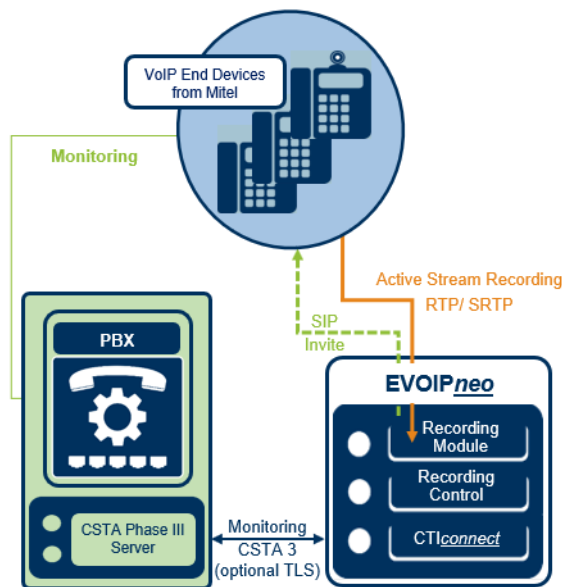 VoIP End Devices
from Mitel
Monitoring
Active Stream Recording
RTP/ SRTP
SIP
Invite
PBX
EVOIPneo
Recording
Module
Recording
Control
CTIconnect
CSTA Phase III
Server
Monitoring
CSTA 3
(optional TLS)